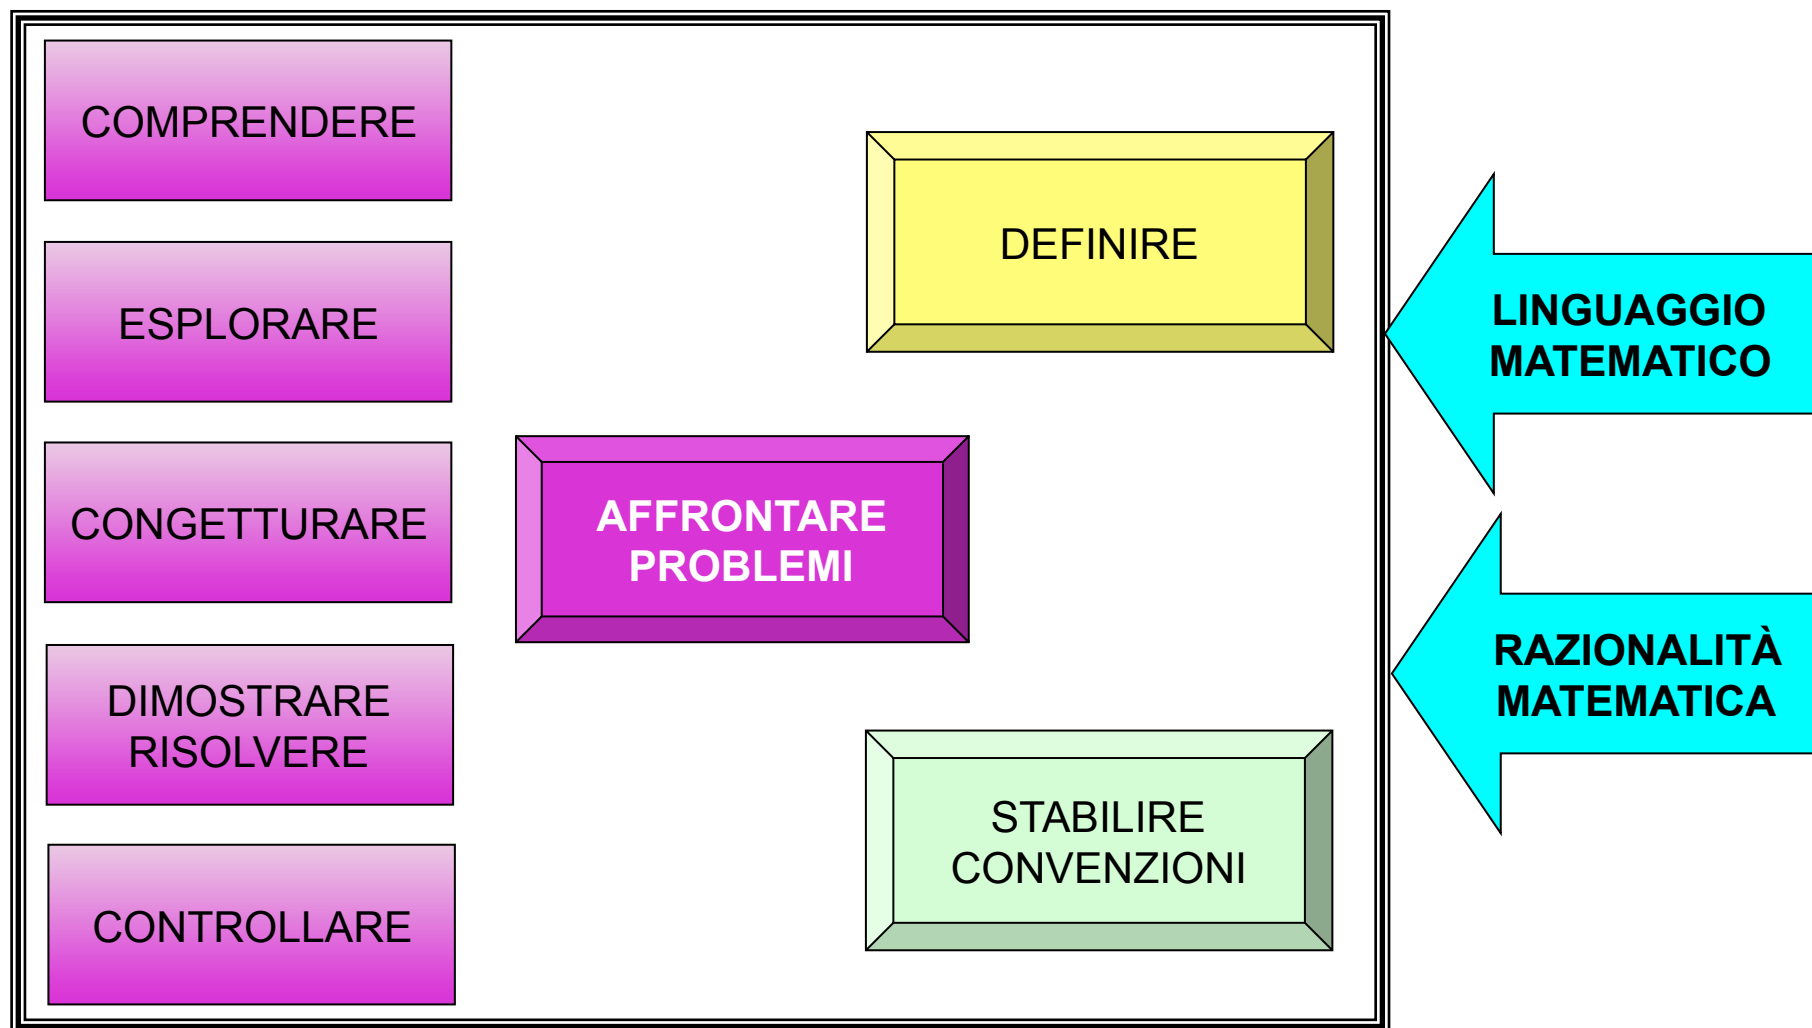 COMPRENDERE
ESPLORARE
CONGETTURARE
DIMOSTRARE
RISOLVERE
CONTROLLARE
AFFRONTARE
PROBLEMI
DEFINIRE
STABILIRE
CONVENZIONI
LINGUAGGIO
MATEMATICO
RAZIONALITÀ
MATEMATICA